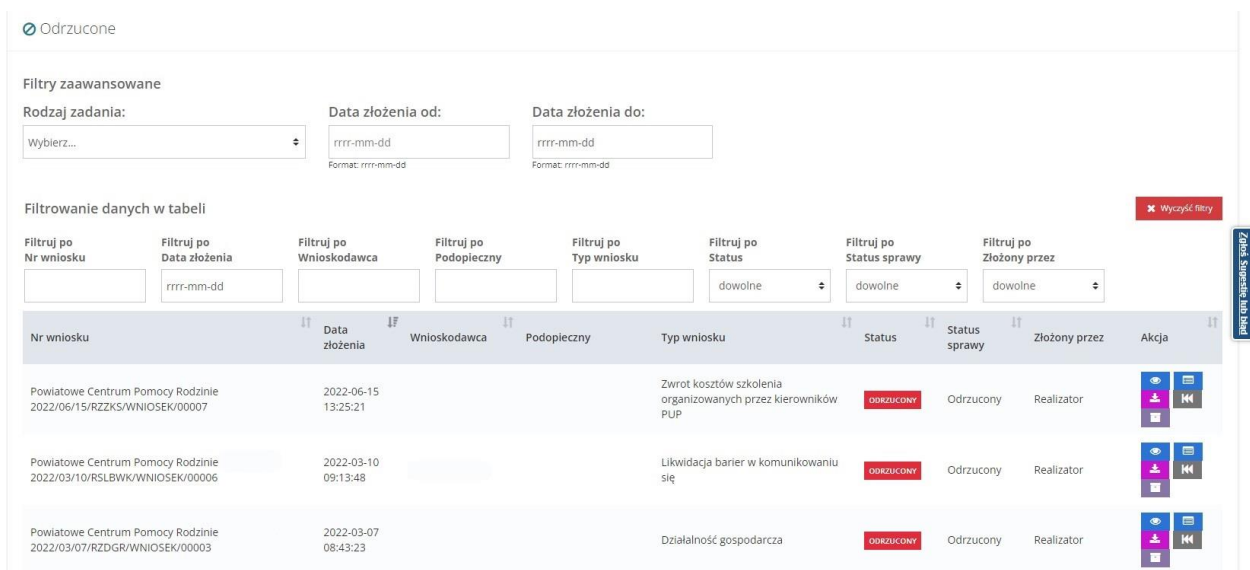 Odrzucone
Filtry zaawansowane
Rodzaj zadania:
Data złożenia od:
Data złożenia do:
Wybierz...
rrrr-mm-dd
rrrr-mm-dd
Format: rrrr-mm-dd
Format: rrrr-mm-dd
Filtrowanie danych w tabeli
Wyczyść filtry
Filtruj po
Nr wniosku
Filtruj po
Data złożenia
Filtruj po
Wnioskodawca
Filtruj po
Podopieczny
Filtruj po
Typ wniosku
Filtruj po
Status
Filtruj po
Status sprawy
Filtruj po
Złożony przez
rrrr-mm-dd
dowolne
dowolne
dowolne
Zgłoś Sugestie lub błąd
Nr wniosku
Data
złożenia
Wnioskodawca
Podopieczny
Typ wniosku
Status
Status
sprawy
Złożony przez
Akcja
Powiatowe Centrum Pomocy Rodzinie
2022/06/15/RZZKS/WNIOSEK/00007
2022-06-15
13:25:21
Zwrot kosztów szkolenia
organizowanych przez kierowników
PUP
ODRZUCONY
Odrzucony
Realizator
Powiatowe Centrum Pomocy Rodzinie
2022/03/10/RSLBWK/WNIOSEK/00006
2022-03-10
09:13:48
Likwidacja barier w komunikowaniu
się
ODRZUCONY
Odrzucony
Realizator
Powiatowe Centrum Pomocy Rodzinie
2022/03/07/RZDGR/WNIOSEK/00003
2022-03-07
08:43:23
Działalność gospodarcza
ODRZUCONY
Odrzucony
Realizator